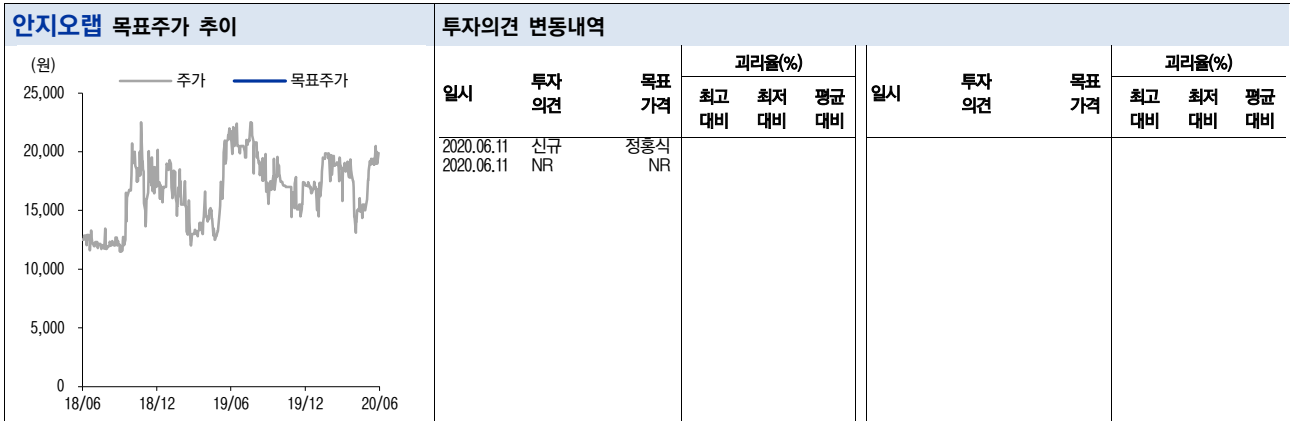 안지오랩 목표주가 추이
(원)
주가
목표주가
25,000
20,000
15,000
10,000
5,000
0
18/06 18/12 19/06 19/12 20/06
투자의견 변동내역
일시 투자 의견 목표 가격 괴리율(%)
최고 대비 최저 대비 평균 대비
2020.06.11 신규 정홍식
2020.06.11 NR NR
일시 투자 의견 목표 가격 괴리율(%)
최고 대비 최저 대비 평균 대비